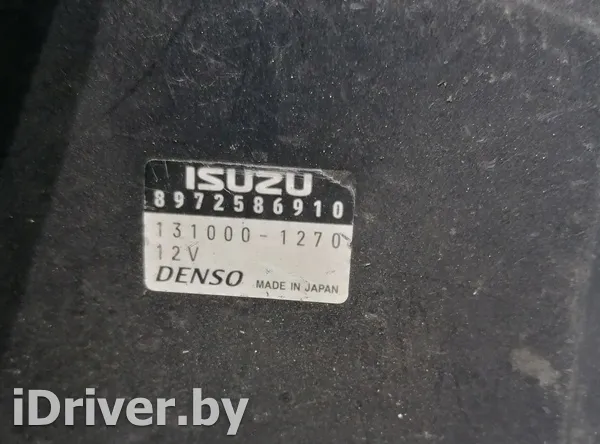 ISUZU
8972586910
131000-1270
12V
DENSO MADE IN JAPAN
iDriver.by